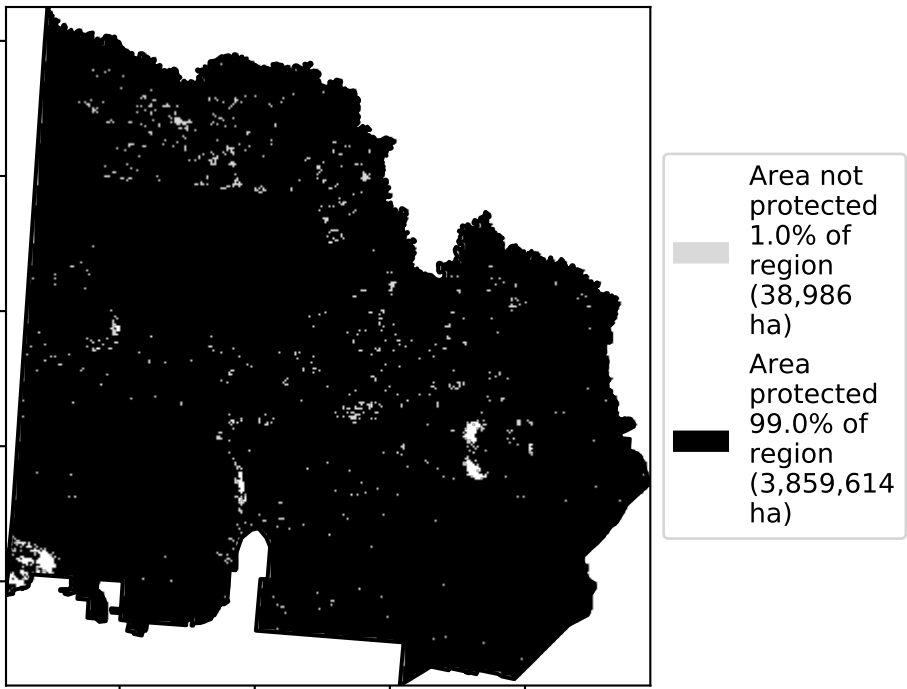 Area not
protected
1.0% of
region
(38,986
ha)
Area
protected
99.0% of
region
(3,859,614
ha)